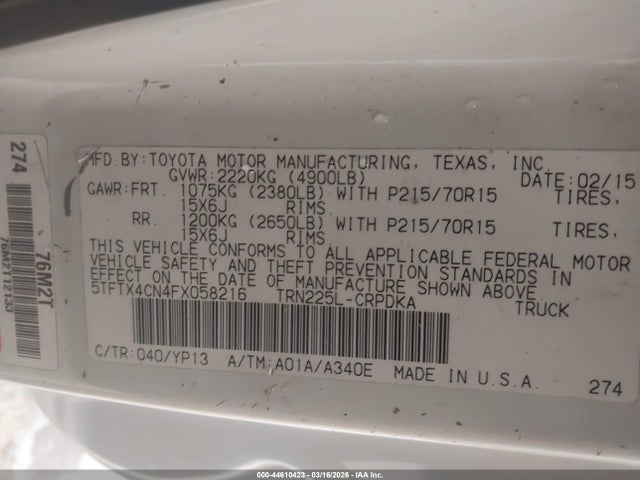 MFD.BY:TOYOTA MOTOR MANUFACTURING, TEXAS, INC.
GVWR:2220KG (4900LB) DATE:02/15
GAWR:FRT. 1075KG (2380LB) WITH P215/70R15 TIRES,
15X6J RIMS
RR. 1200KG (2650LB) WITH P215/70R15 TIRES,
15X6J RIMS
THIS VEHICLE CONFORMS TO ALL APPLICABLE FEDERAL MOTOR
VEHICLE SAFETY AND THEFT PREVENTION STANDARDS IN
EFFECT ON THE DATE OF MANUFACTURE SHOWN ABOVE.
5TFTX4CN4FX058216 TRN225L-CRPDKA TRUCK
C/TR:040/YP13 A/TM:A01A/A340E MADE IN U.S.A. 274
274
76M2T
76M2T12133
000-44610423 | 03/16/2026 | IAA Inc.